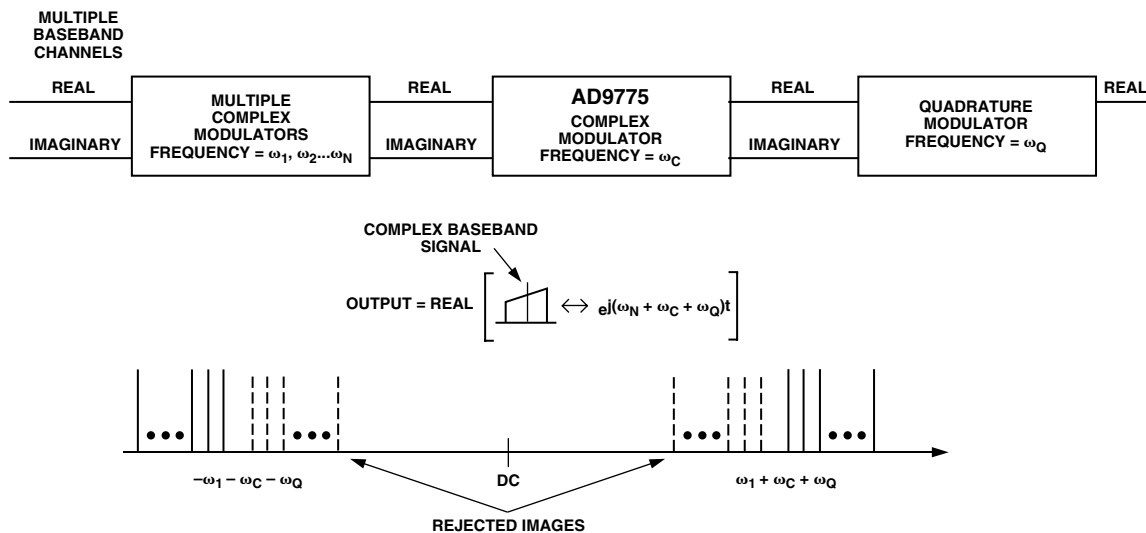 MULTIPLE
BASEBAND
CHANNELS
REAL
IMAGINARY
MULTIPLE
COMPLEX
MODULATORS
FREQUENCY = ω1, ω2...ωN
REAL
IMAGINARY
AD9775
COMPLEX
MODULATOR
FREQUENCY = ωC
REAL
IMAGINARY
QUADRATURE
MODULATOR
FREQUENCY = ωQ
REAL
COMPLEX BASEBAND
SIGNAL
OUTPUT = REAL [ ↔ ej(ωN + ωC + ωQ)t ]
–ω1 – ωC – ωQ
DC
ω1 + ωC + ωQ
REJECTED IMAGES